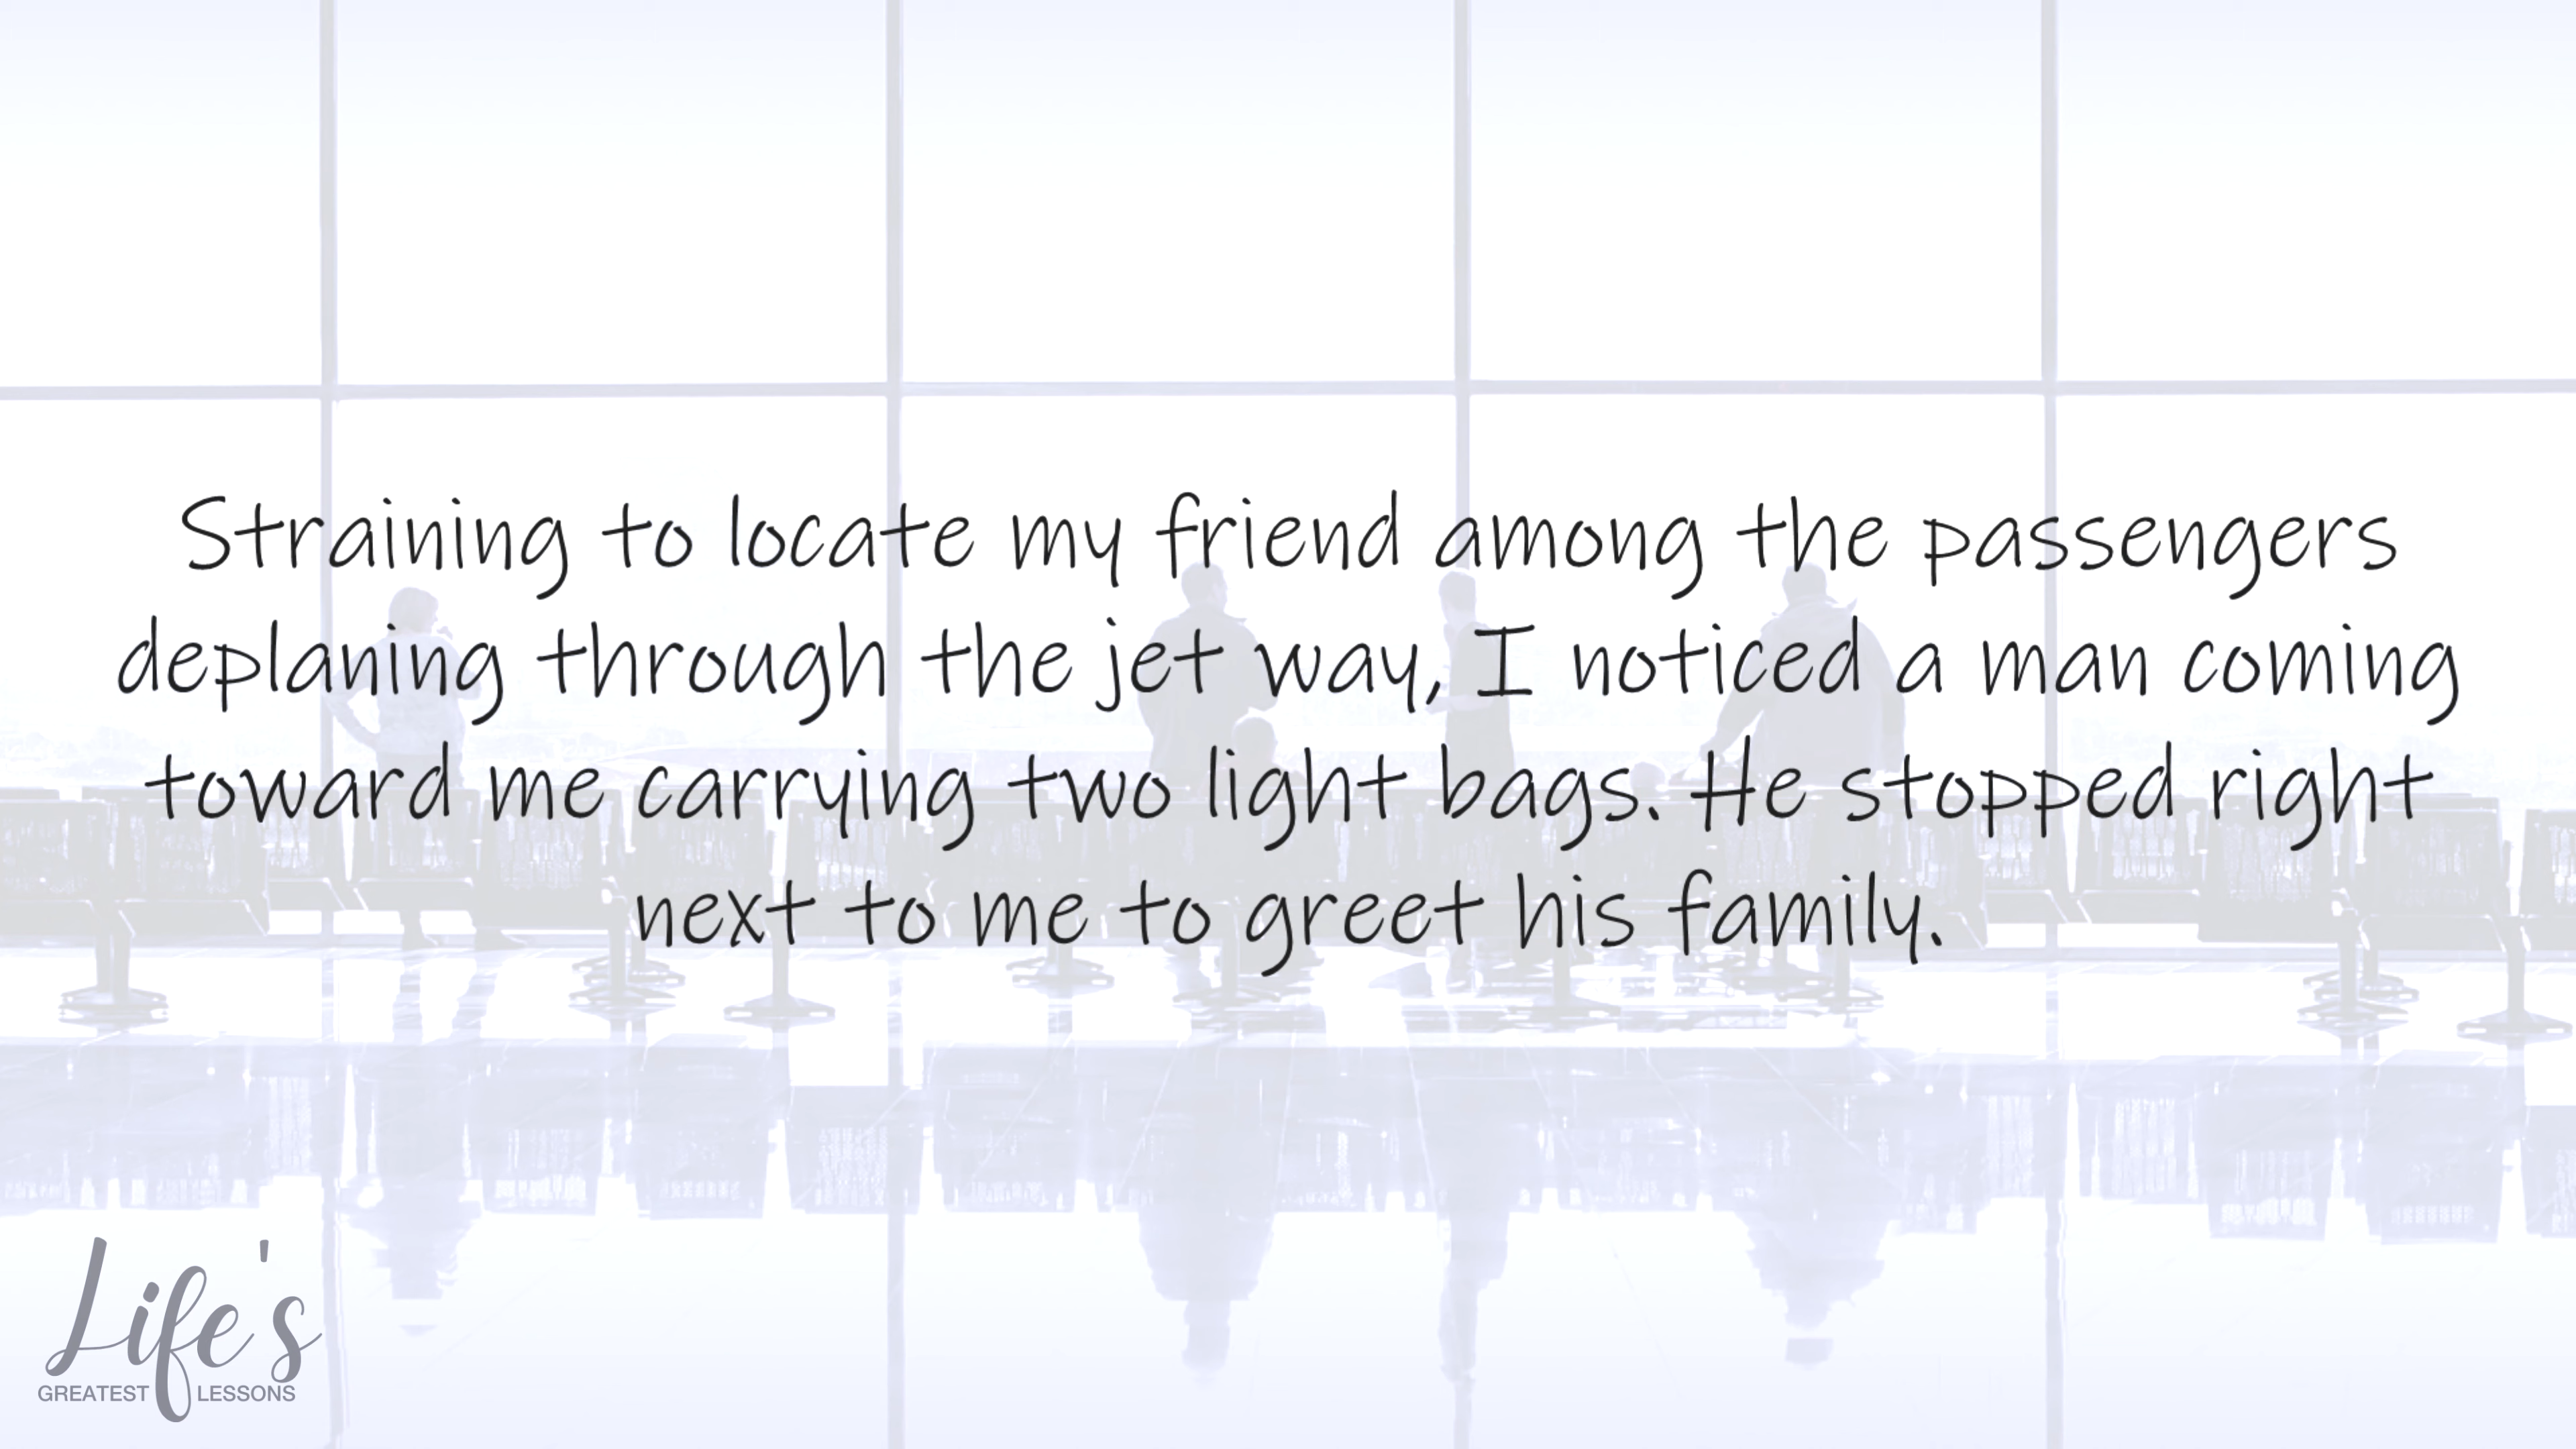 Straining to locate my friend among the passengers
deplaning through the jet way, I noticed a man coming
toward me carrying two light bags. He stopped right
next to me to greet his family.
Life's
GREATEST LESSONS